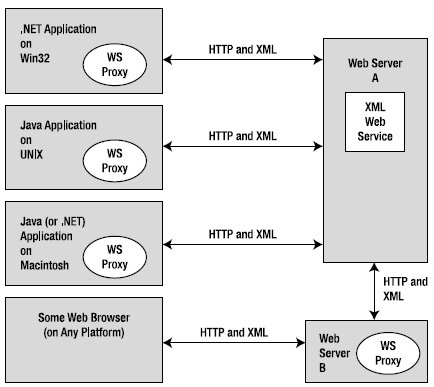 .NET Application
on
Win32
WS
Proxy
HTTP and XML
Web Server
A
XML
Web
Service
Java Application
on
UNIX
WS
Proxy
HTTP and XML
Java (or .NET)
Application
on
Macintosh
WS
Proxy
HTTP and XML
HTTP and
XML
Some Web Browser
(on Any Platform)
HTTP and XML
Web
Server
B
WS
Proxy